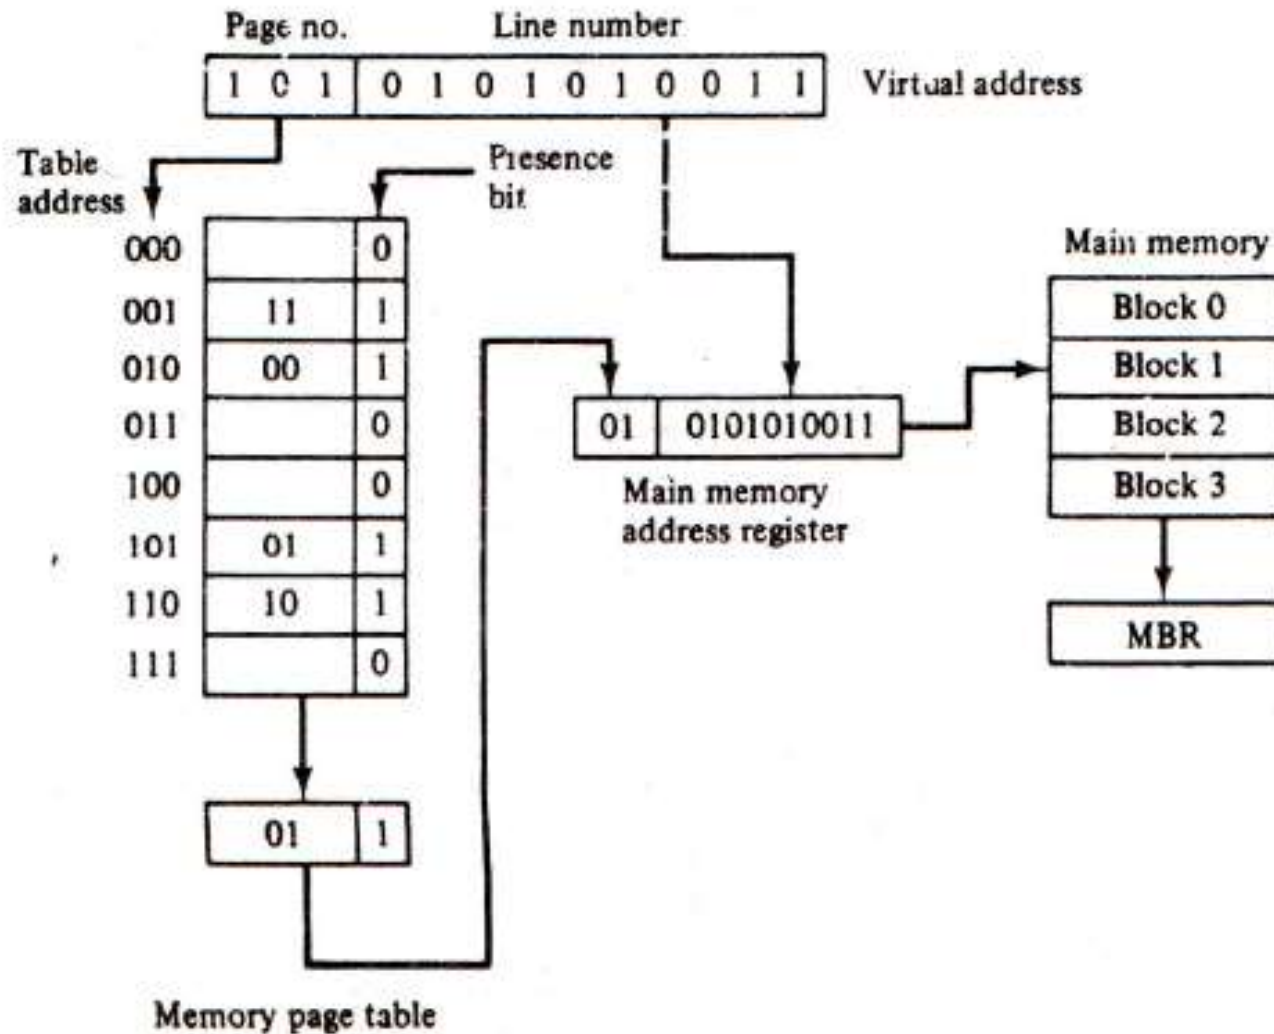 Page no. Line number
1 0 1 0 1 0 1 0 1 0 0 1 1 Virtual address
Table address
Presence bit
000 0
001 11 1
010 00 1
011 0
100 0
101 01 1
110 10 1
111 0
01 1
Memory page table
01 0101010011
Main memory
address register
Main memory
Block 0
Block 1
Block 2
Block 3
MBR